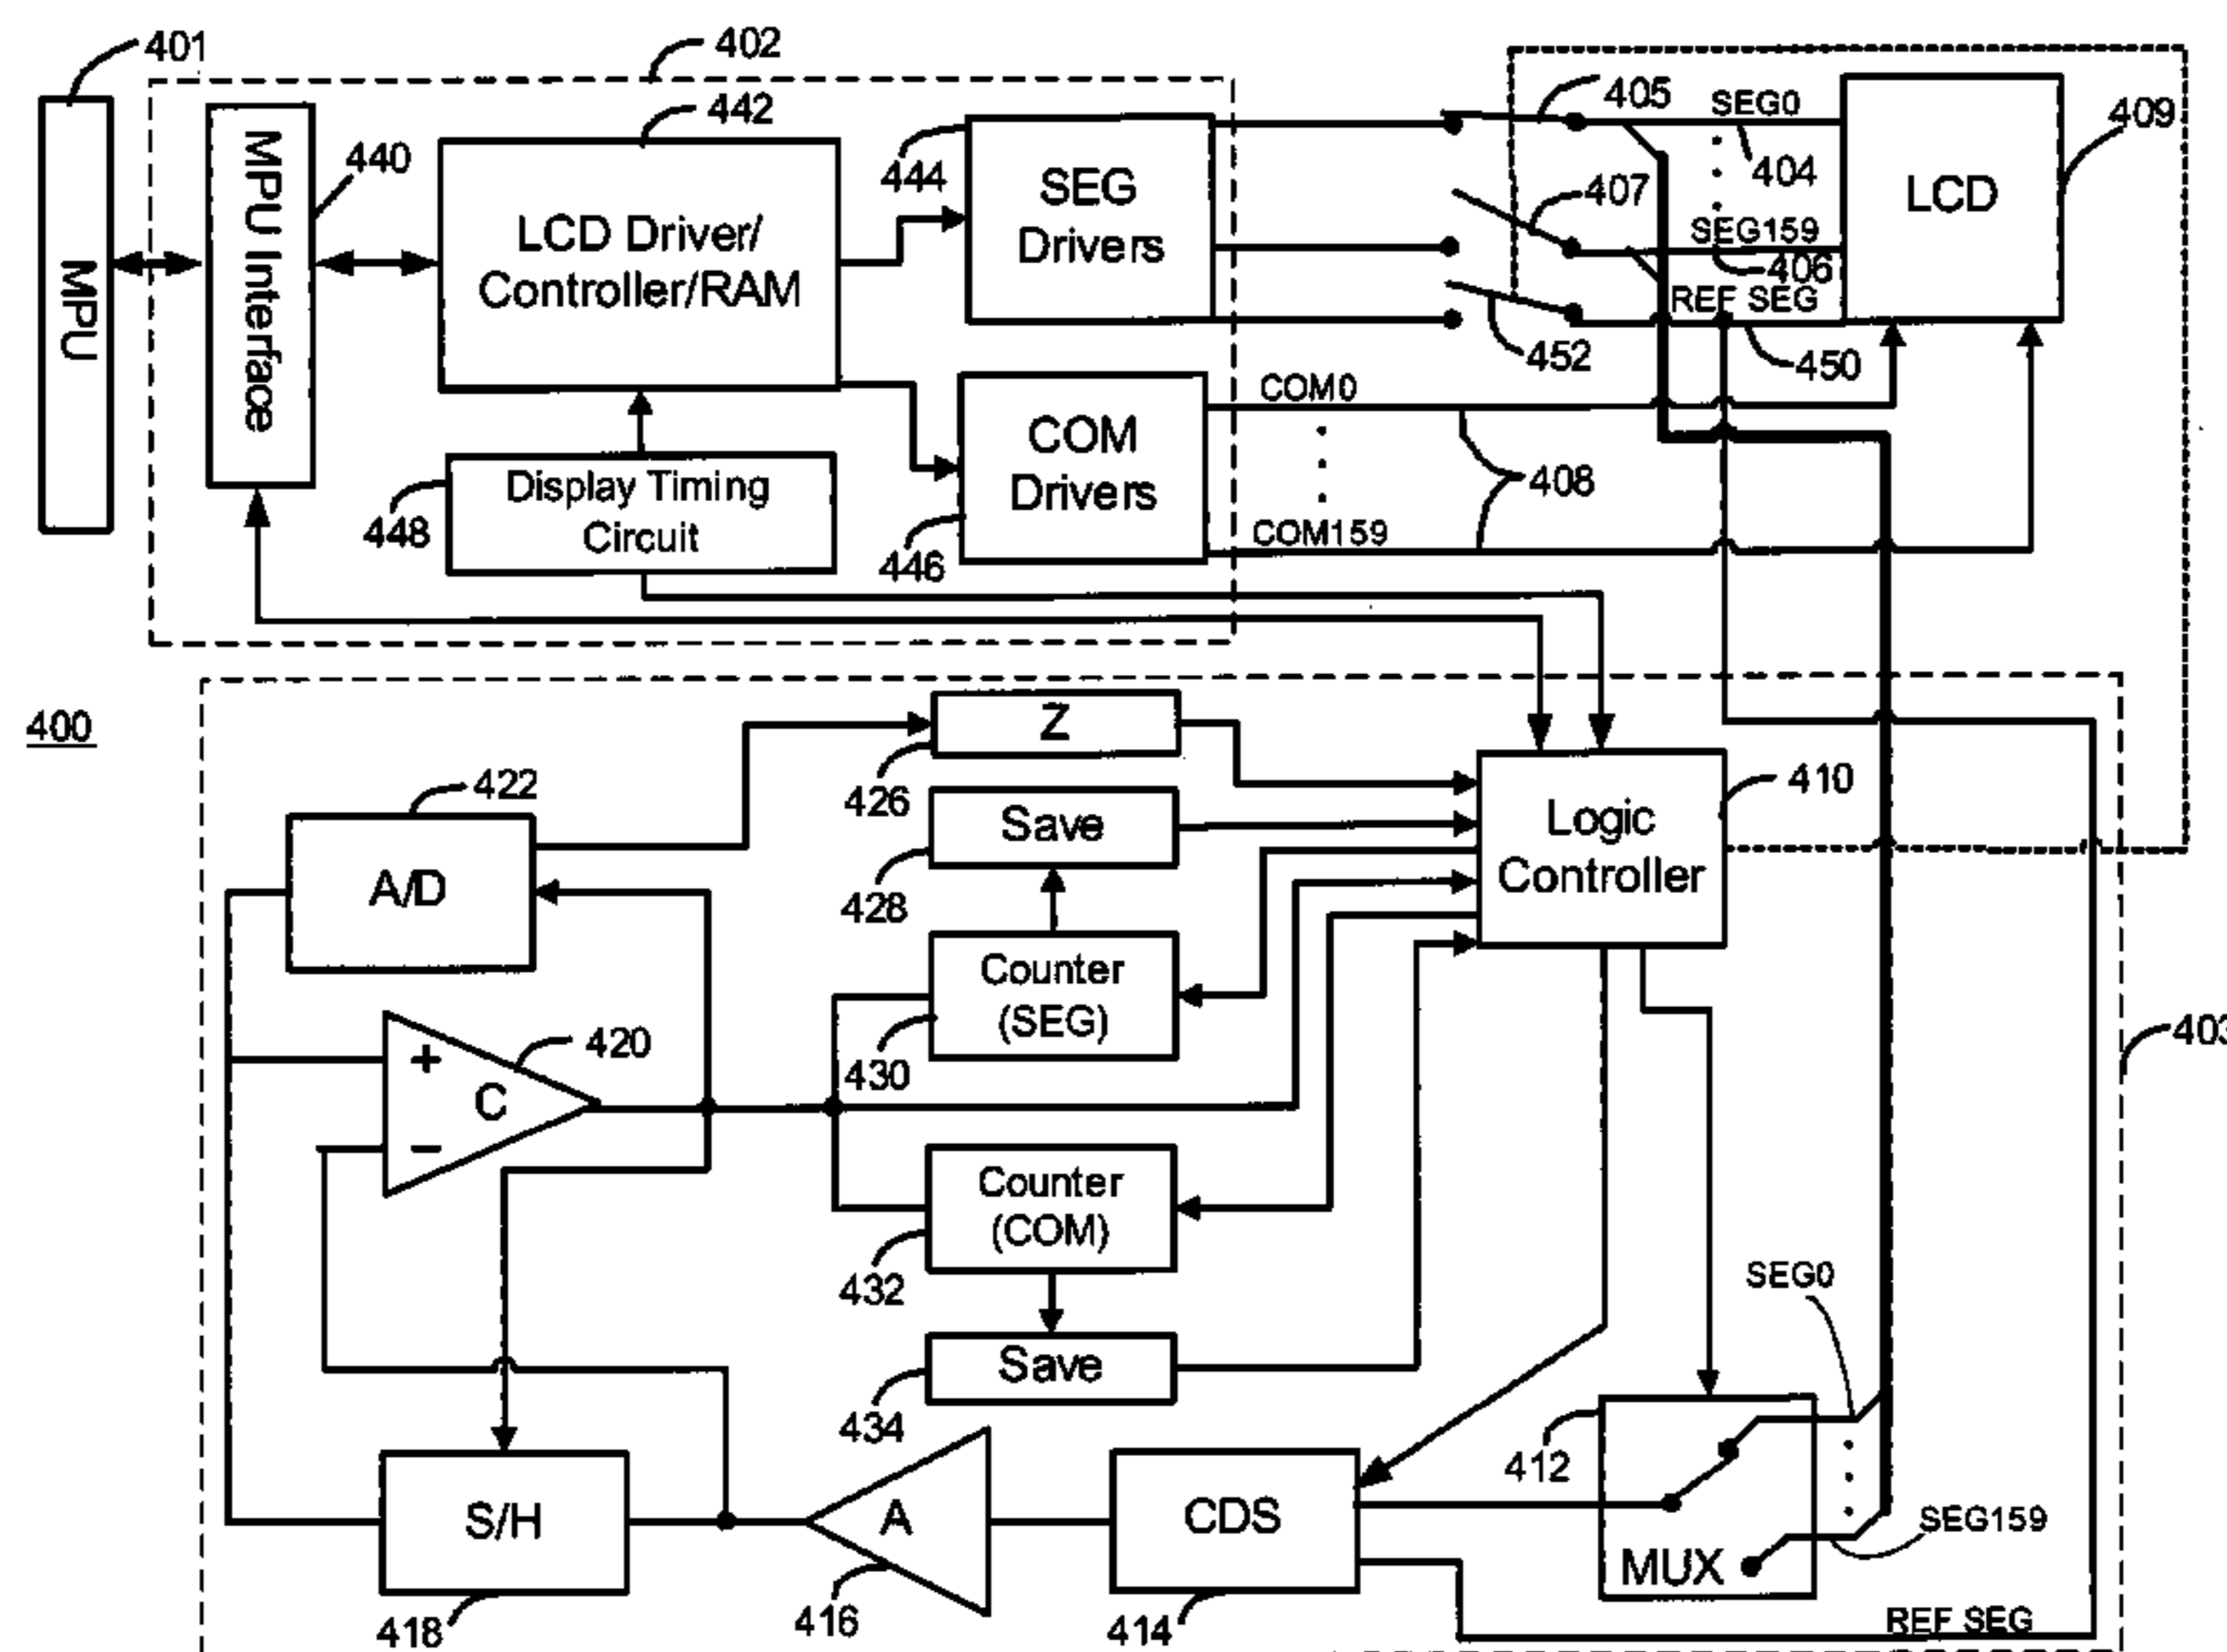 401
402
MPU
MPU Interface
440
442
LCD Driver/
Controller/RAM
444
SEG
Drivers
405
SEG0
404
407
SEG159
406
REF SEG
450
452
LCD
409
448
Display Timing
Circuit
446
COM
Drivers
COM0
408
COM159
400
422
A/D
426
Z
428
Save
430
Counter
(SEG)
Logic
Controller
410
403
420
+
C
−
432
Counter
(COM)
434
Save
SEG0
412
MUX
SEG159
S/H
418
A
416
CDS
414
REF SEG